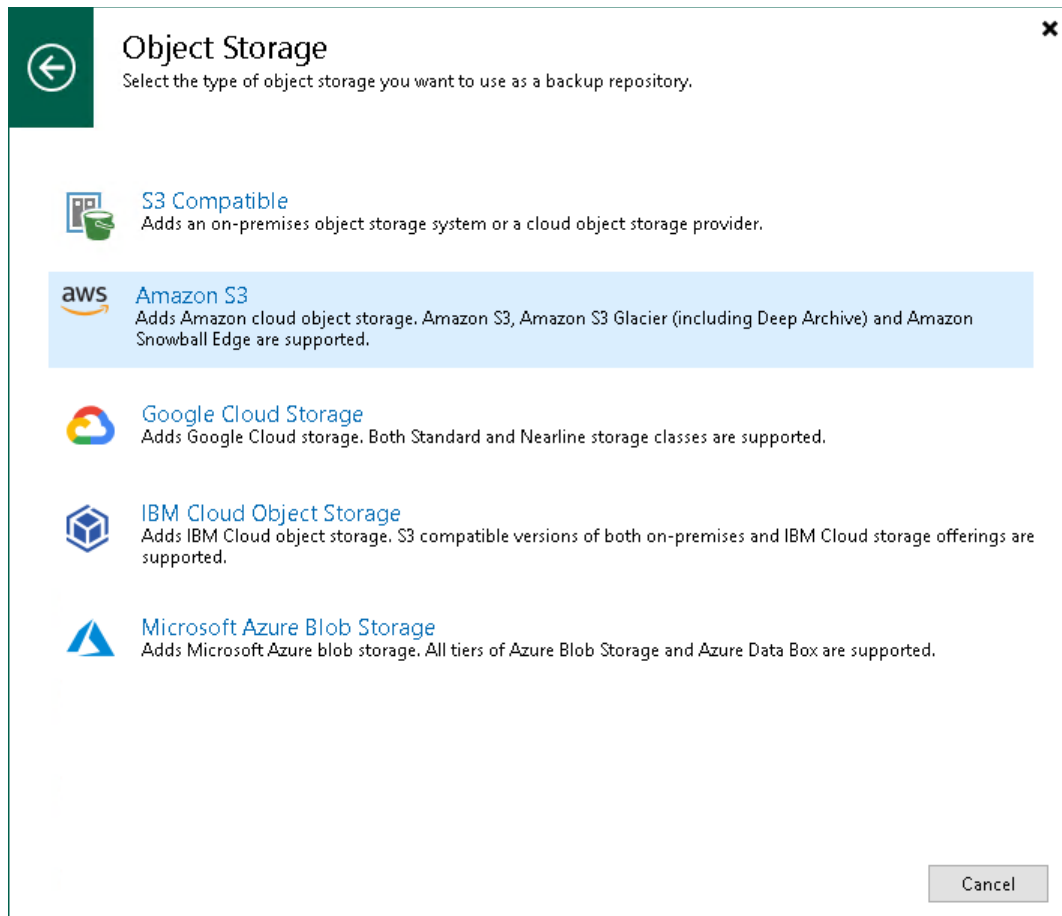 Object Storage
Select the type of object storage you want to use as a backup repository.
S3 Compatible
Adds an on-premises object storage system or a cloud object storage provider.
aws
Amazon S3
Adds Amazon cloud object storage. Amazon S3, Amazon S3 Glacier (including Deep Archive) and Amazon
Snowball Edge are supported.
Google Cloud Storage
Adds Google Cloud storage. Both Standard and Nearline storage classes are supported.
IBM Cloud Object Storage
Adds IBM Cloud object storage. S3 compatible versions of both on-premises and IBM Cloud storage offerings are
supported.
Microsoft Azure Blob Storage
Adds Microsoft Azure blob storage. All tiers of Azure Blob Storage and Azure Data Box are supported.
Cancel